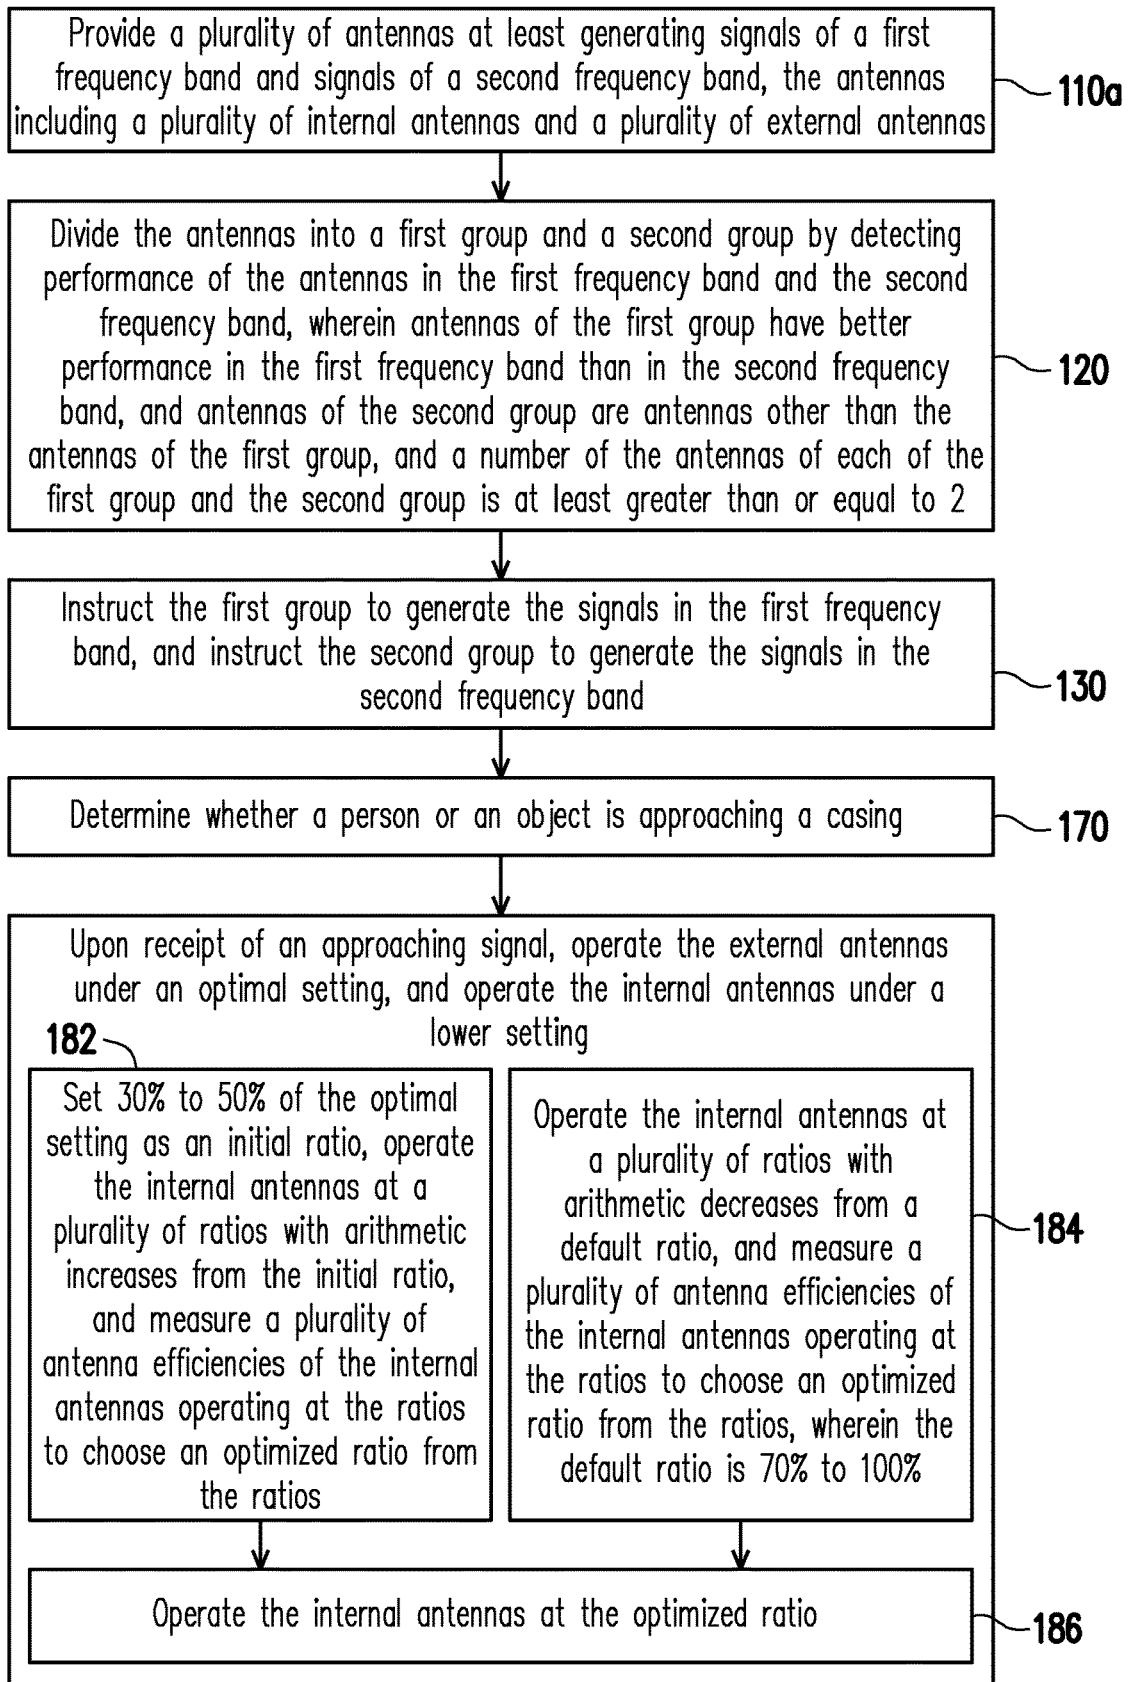 Provide a plurality of antennas at least generating signals of a first
frequency band and signals of a second frequency band, the antennas
including a plurality of internal antennas and a plurality of external antennas
110a
Divide the antennas into a first group and a second group by detecting
performance of the antennas in the first frequency band and the second
frequency band, wherein antennas of the first group have better
performance in the first frequency band than in the second frequency
band, and antennas of the second group are antennas other than the
antennas of the first group, and a number of the antennas of each of the
first group and the second group is at least greater than or equal to 2
120
Instruct the first group to generate the signals in the first frequency
band, and instruct the second group to generate the signals in the
second frequency band
130
Determine whether a person or an object is approaching a casing
170
Upon receipt of an approaching signal, operate the external antennas
under an optimal setting, and operate the internal antennas under a
lower setting
182
Set 30% to 50% of the optimal
setting as an initial ratio, operate
the internal antennas at a
plurality of ratios with arithmetic
increases from the initial ratio,
and measure a plurality of
antenna efficiencies of the internal
antennas operating at the ratios
to choose an optimized ratio from
the ratios
Operate the internal antennas at
a plurality of ratios with
arithmetic decreases from a
default ratio, and measure a
plurality of antenna efficiencies of
the internal antennas operating at
the ratios to choose an optimized
ratio from the ratios, wherein the
default ratio is 70% to 100%
184
Operate the internal antennas at the optimized ratio
186